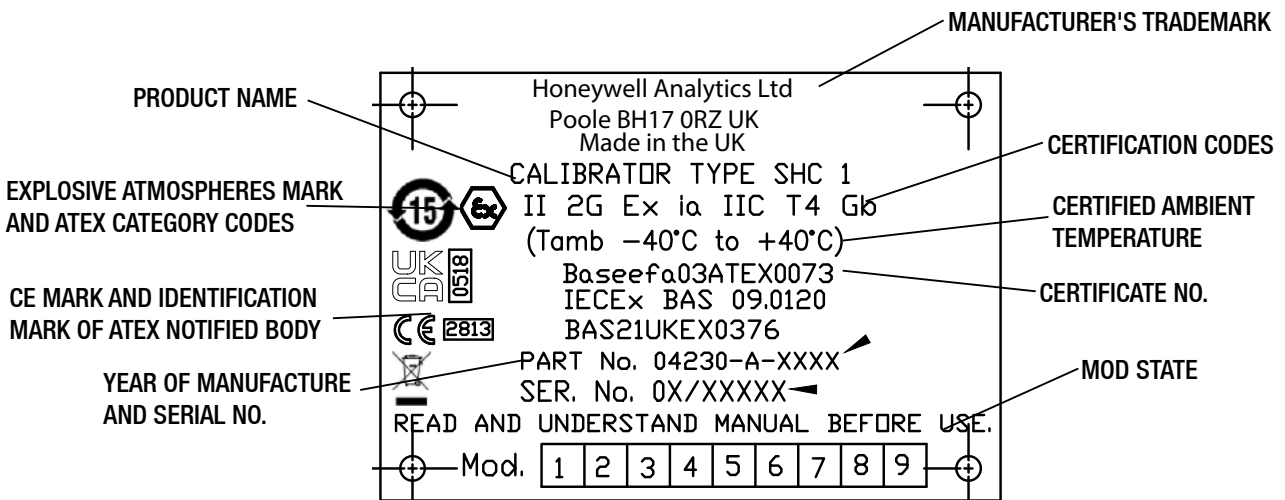 MANUFACTURER'S TRADEMARK
PRODUCT NAME
Honeywell Analytics Ltd
Poole BH17 0RZ UK
Made in the UK
CERTIFICATION CODES
CALIBRATOR TYPE SHC 1
EXPLOSIVE ATMOSPHERES MARK
AND ATEX CATEGORY CODES
15
Ex
II 2G Ex ia IIC T4 Gb
CERTIFIED AMBIENT
TEMPERATURE
(Tamb -40°C to +40°C)
UK
CA
0518
Baseefa03ATEX0073
CERTIFICATE NO.
CE MARK AND IDENTIFICATION
MARK OF ATEX NOTIFIED BODY
IECEx BAS 09.0120
CE 2813
BAS21UKEX0376
YEAR OF MANUFACTURE
AND SERIAL NO.
PART No. 04230-A-XXXX
MOD STATE
SER. No. 0X/XXXXX
READ AND UNDERSTAND MANUAL BEFORE USE.
Mod. 1 2 3 4 5 6 7 8 9